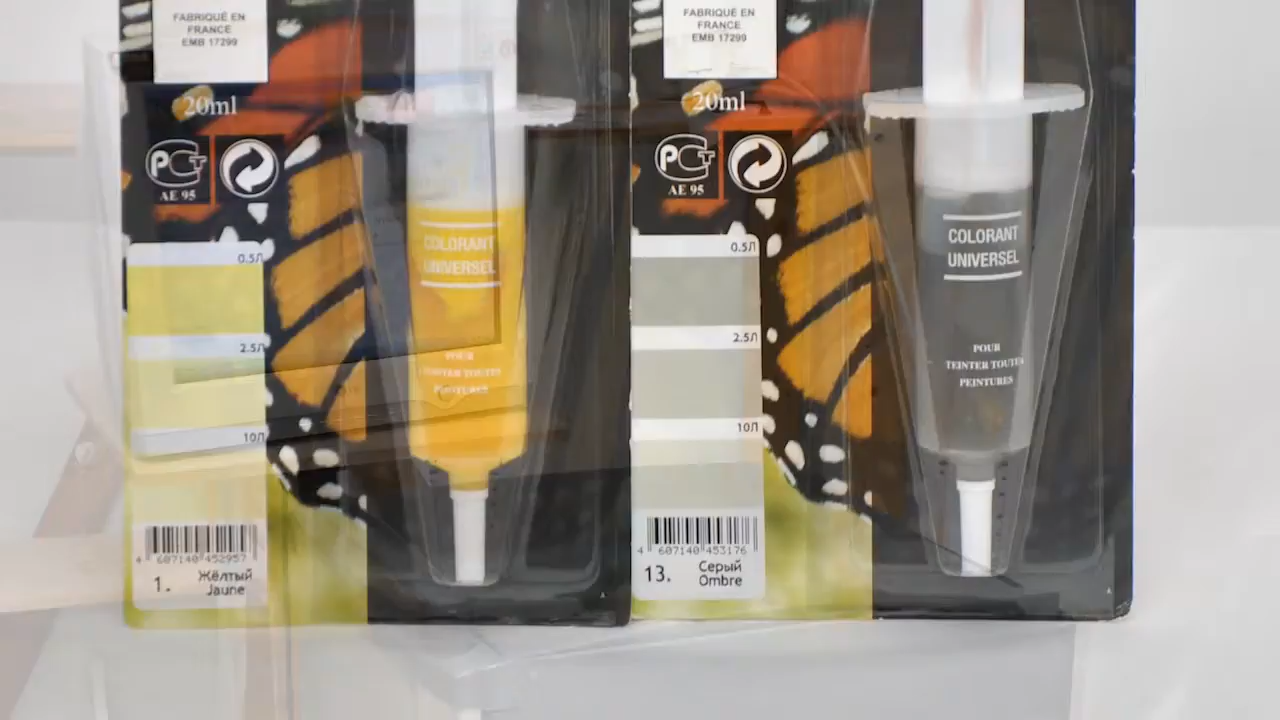 FABRIQUÉ EN
FRANCE
EMB 17299
20ml
РСТ
AE 95
0.5Л
2.5Л
10Л
4 607140 452957
1.
Жёлтый
Jaune
COLORANT
UNIVERSEL
POUR
TEINTER TOUTES
PEINTURES
FABRIQUÉ EN
FRANCE
EMB 17299
20ml
РСТ
AE 95
0.5Л
2.5Л
10Л
4 607140 453176
13.
Серый
Ombre
COLORANT
UNIVERSEL
POUR
TEINTER TOUTES
PEINTURES